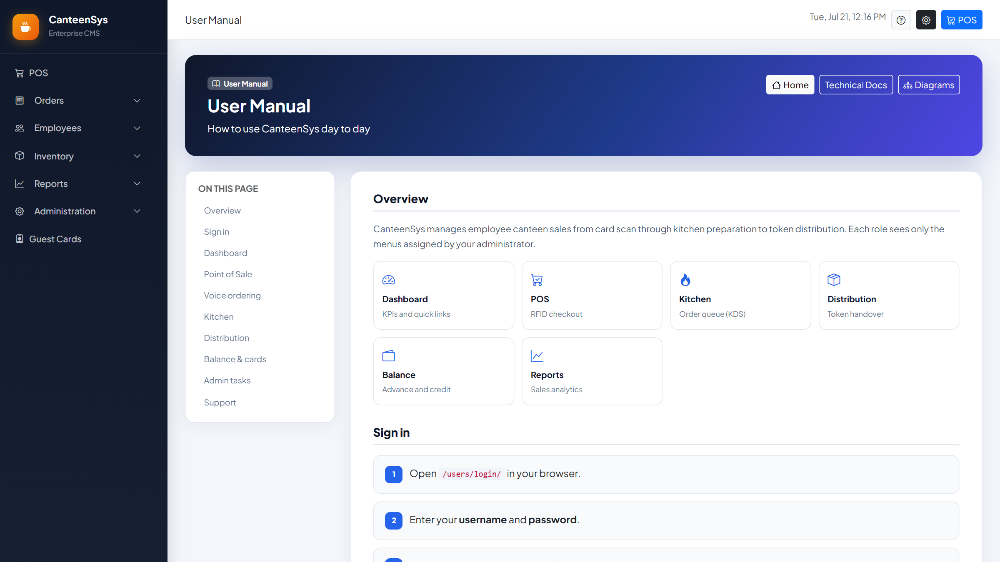 CanteenSys
Enterprise CMS
POS
Orders
Employees
Inventory
Reports
Administration
Guest Cards
User Manual
Tue, Jul 21, 12:16 PM
POS
User Manual
User Manual
How to use CanteenSys day to day
Home
Technical Docs
Diagrams
ON THIS PAGE
Overview
Sign in
Dashboard
Point of Sale
Voice ordering
Kitchen
Distribution
Balance & cards
Admin tasks
Support
Overview
CanteenSys manages employee canteen sales from card scan through kitchen preparation to token distribution. Each role sees only the
menus assigned by your administrator.
Dashboard
KPIs and quick links
POS
RFID checkout
Kitchen
Order queue (KDS)
Distribution
Token handover
Balance
Advance and credit
Reports
Sales analytics
Sign in
1 Open /users/login/ in your browser.
2 Enter your username and password.